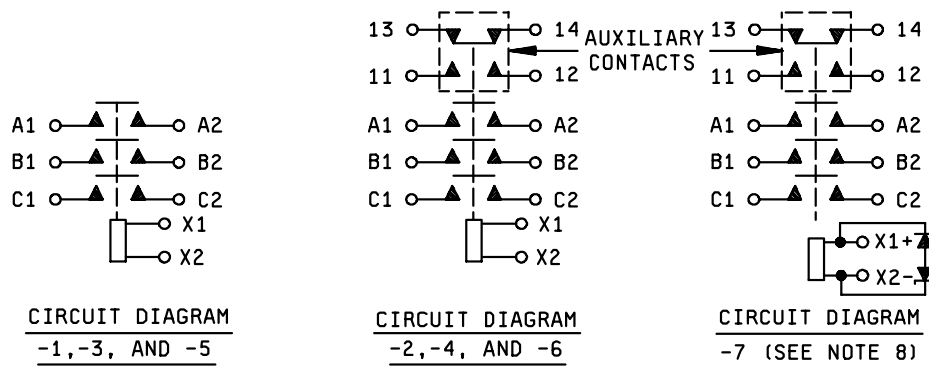 13 14
11 12
A1 A2
B1 B2
C1 C2
X1
X2
CIRCUIT DIAGRAM
-1,-3, AND -5
AUXILIARY
CONTACTS
A1 A2
B1 B2
C1 C2
X1
X2
CIRCUIT DIAGRAM
-2,-4, AND -6
13 14
11 12
A1 A2
B1 B2
C1 C2
X1+
X2-
CIRCUIT DIAGRAM
-7 (SEE NOTE 8)